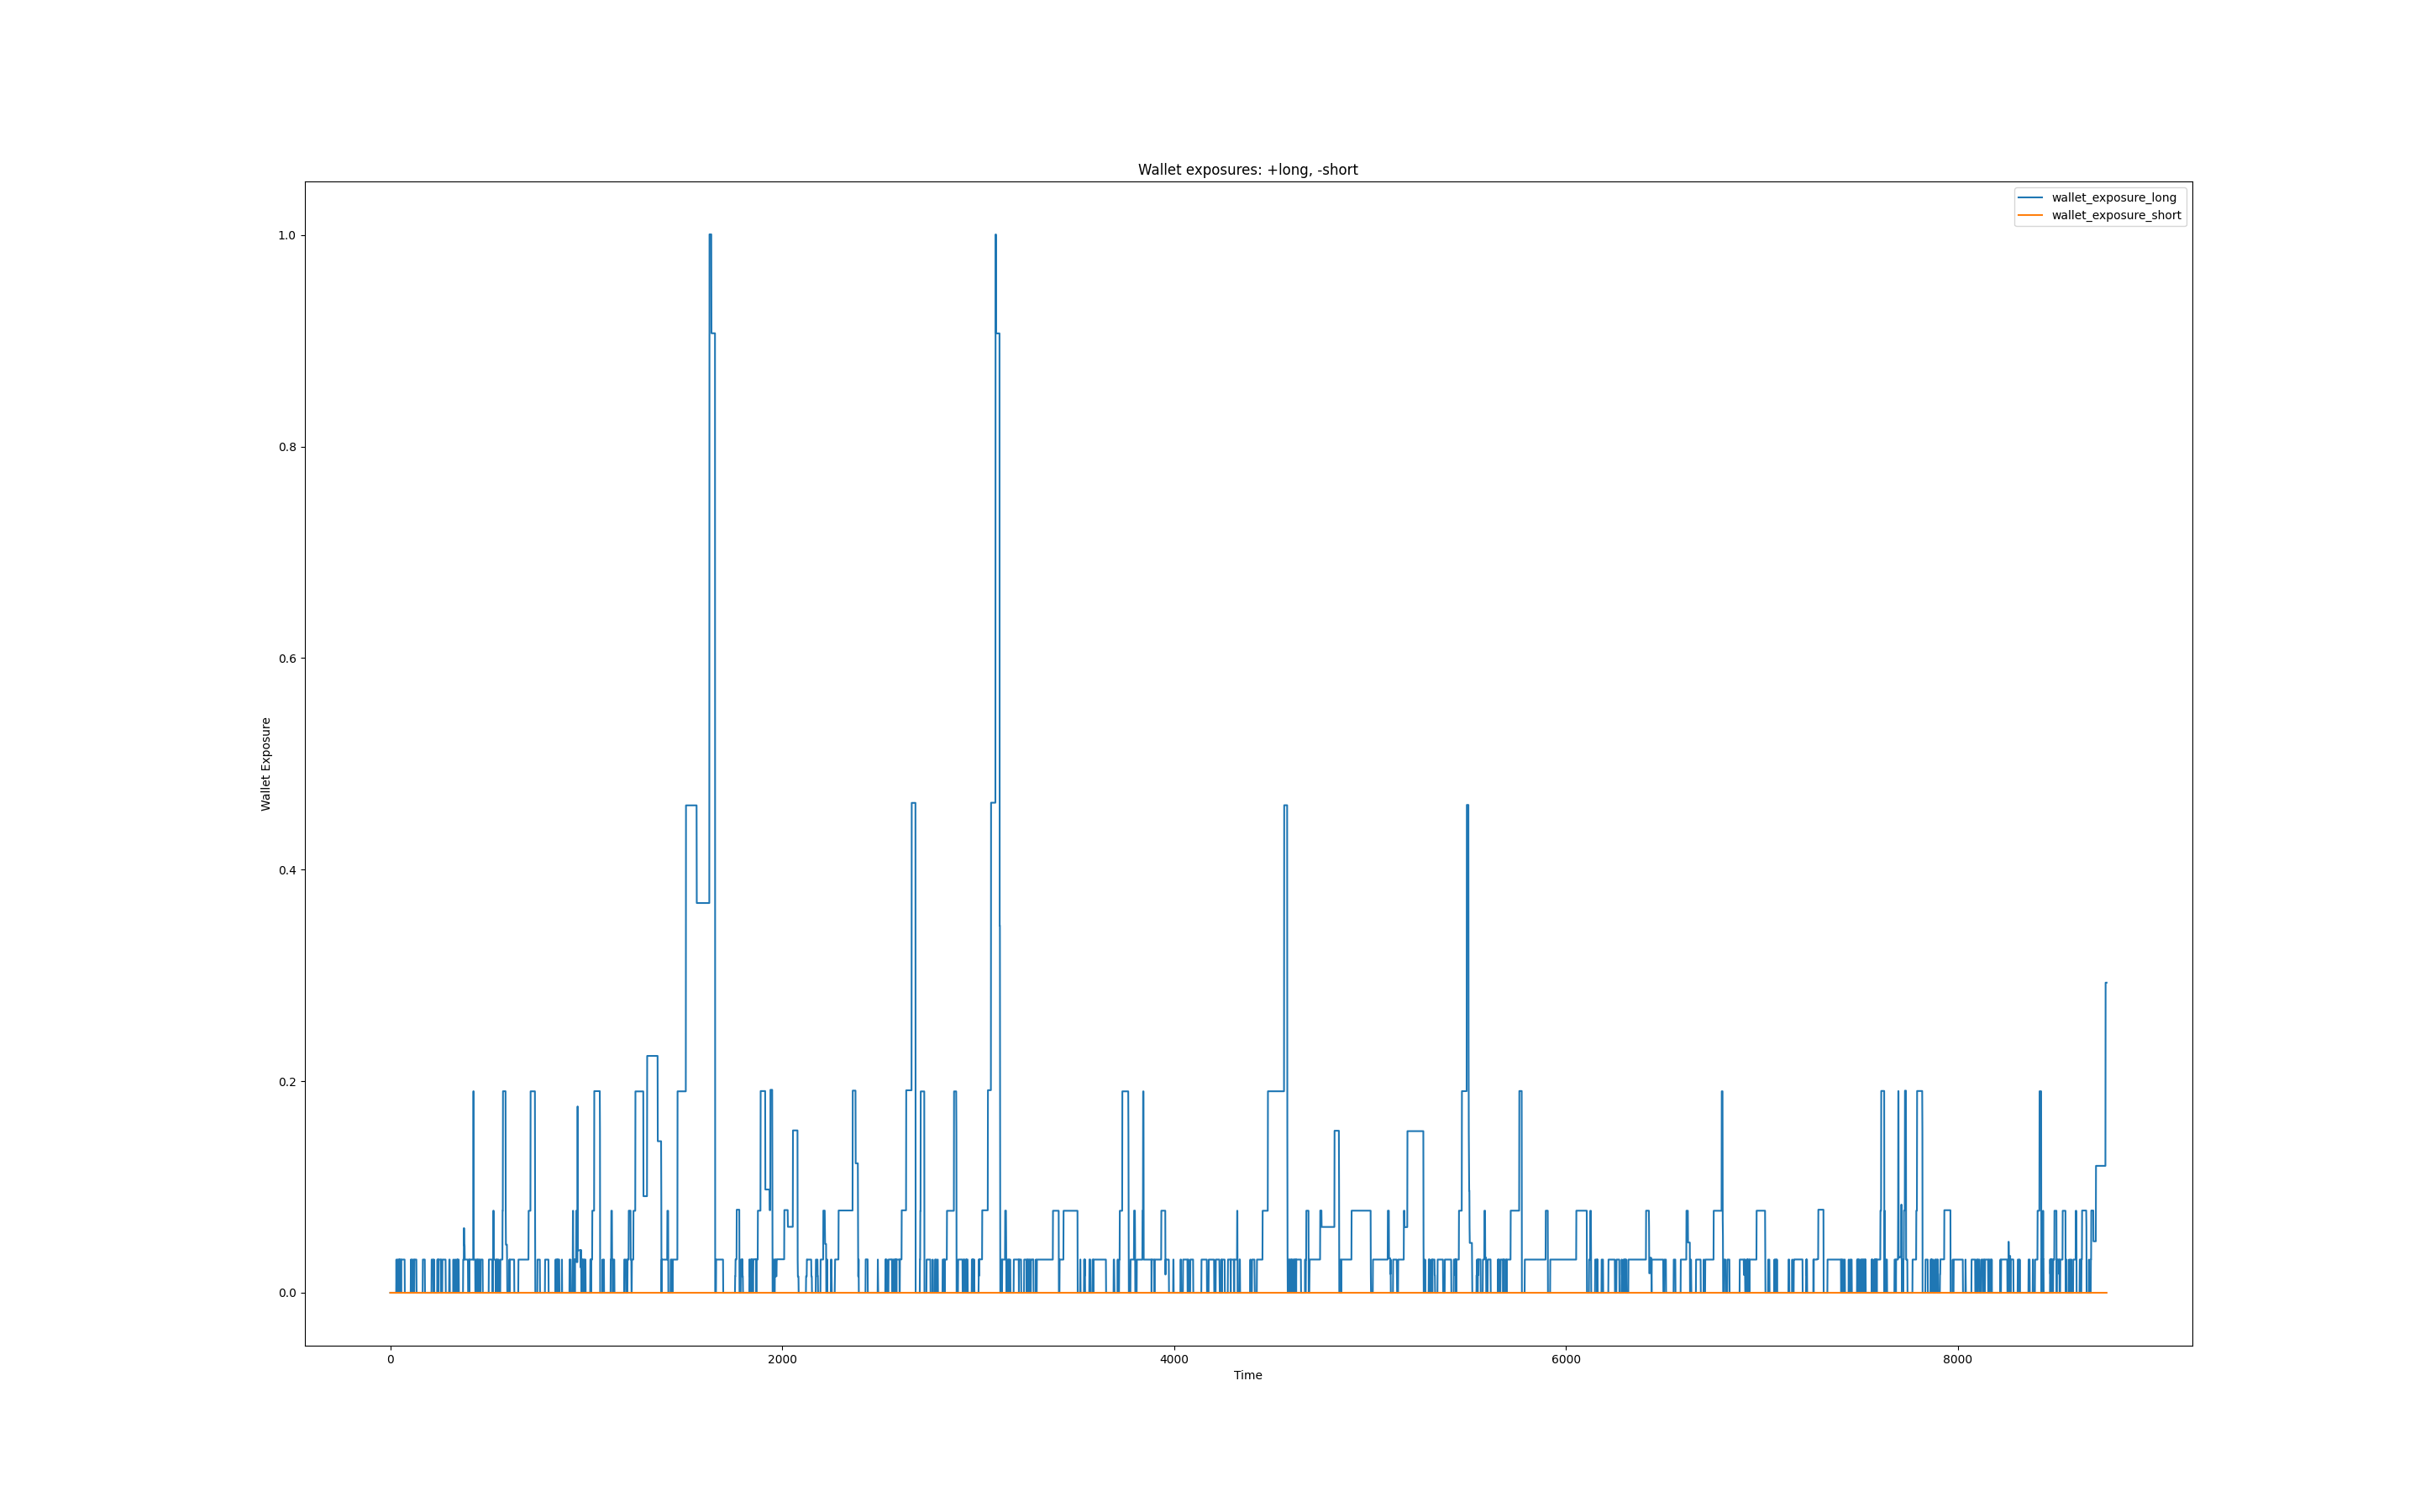 Wallet exposures: +long, -short
wallet_exposure_long
wallet_exposure_short
1.0
0.8
0.6
0.4
0.2
0.0
Wallet Exposure
0 2000 4000 6000 8000
Time